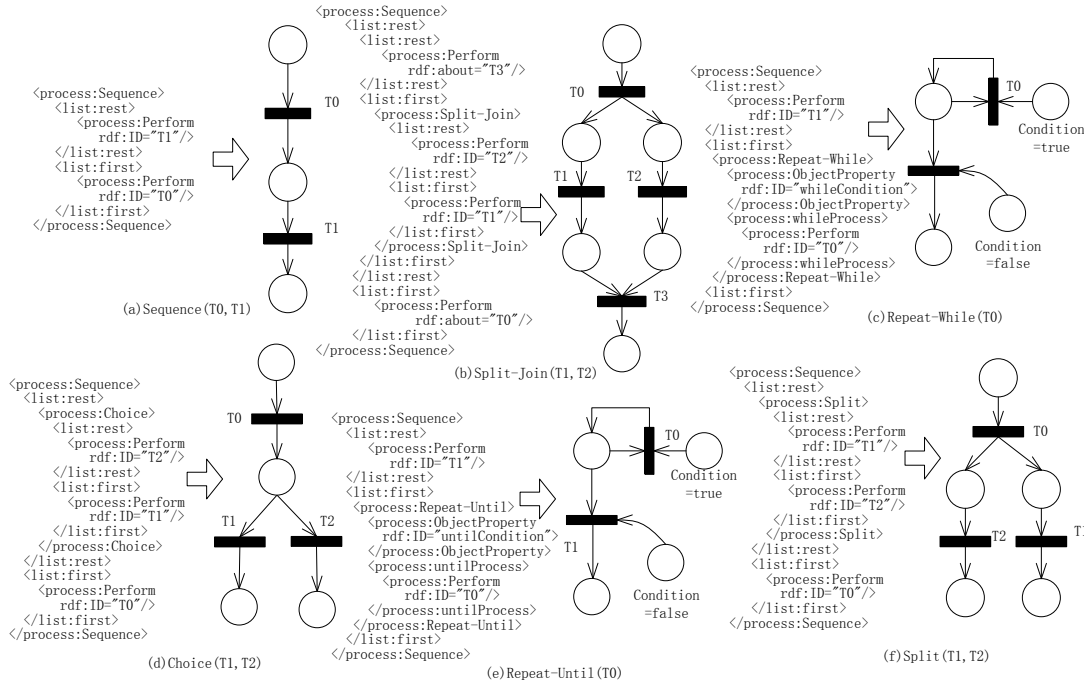 <process:Sequence>
<list:rest>
<process:Perform
rdf:ID="T1"/>
</list:rest>
<list:first>
<process:Perform
rdf:ID="T0"/>
</list:first>
</process:Sequence>
T0
T1
(a)Sequence(T0,T1)
<process:Sequence>
<list:rest>
<list:rest>
<process:Perform
rdf:about="T3"/>
</list:rest>
<list:first>
<process:Split-Join>
<list:rest>
<process:Perform
rdf:ID="T2"/>
</list:rest>
<list:first>
<process:Perform
rdf:ID="T1"/>
</list:first>
</process:Split-Join>
</list:first>
</list:rest>
<list:first>
<process:Perform
rdf:about="T0"/>
</list:first>
</process:Sequence>
T0
T1
T2
T3
(b)Split-Join(T1,T2)
<process:Sequence>
<list:rest>
<process:Perform
rdf:ID="T1"/>
</list:rest>
<list:first>
<process:Repeat-While>
<process:ObjectProperty
rdf:ID="whileCondition">
</process:ObjectProperty>
<process:whileProcess>
<process:Perform
rdf:ID="T0"/>
</process:whileProcess>
</process:Repeat-While>
<list:first>
</process:Sequence>
T0
Condition
=true
Condition
=false
(c)Repeat-While(T0)
<process:Sequence>
<list:rest>
<process:Choice>
<list:rest>
<process:Perform
rdf:ID="T2"/>
</list:rest>
<list:first>
<process:Perform
rdf:ID="T1"/>
</list:first>
</process:Choice>
</list:rest>
<list:first>
<process:Perform
rdf:ID="T0"/>
</list:first>
</process:Sequence>
T0
T1
T2
(d)Choice(T1,T2)
<process:Sequence>
<list:rest>
<process:Perform
rdf:ID="T1"/>
</list:rest>
<list:first>
<process:Repeat-Until>
<process:ObjectProperty
rdf:ID="untilCondition">
</process:ObjectProperty>
<process:untilProcess>
<process:Perform
rdf:ID="T0"/>
</process:untilProcess>
</process:Repeat-Until>
</list:first>
</process:Sequence>
T0
Condition
=true
T1
Condition
=false
(e)Repeat-Until(T0)
<process:Sequence>
<list:rest>
<process:Split>
<list:rest>
<process:Perform
rdf:ID="T1"/>
</list:rest>
<list:first>
<process:Perform
rdf:ID="T2"/>
</list:first>
</process:Split>
</list:rest>
<list:first>
<process:Perform
rdf:ID="T0"/>
</list:first>
</process:Sequence>
T0
T2
(f)Split(T1,T2)